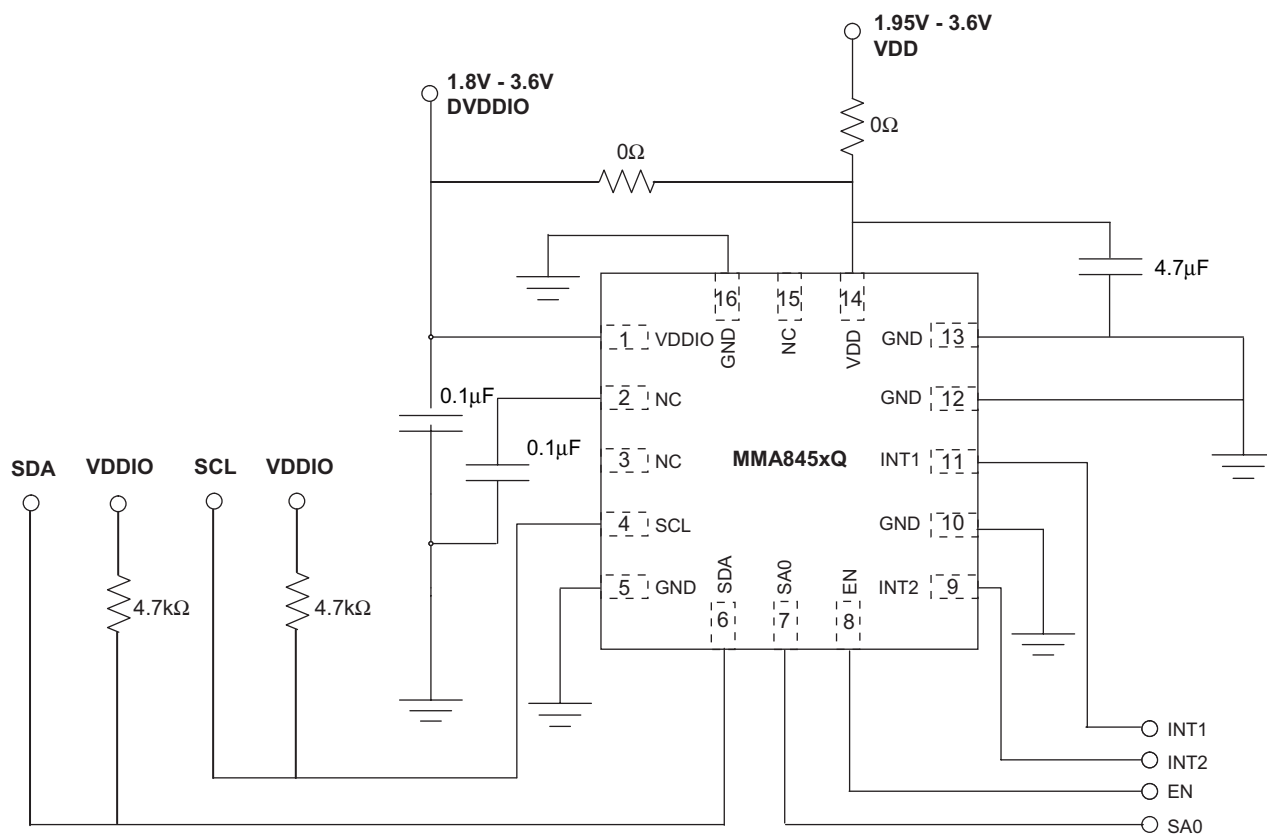 1.95V - 3.6V
VDD
1.8V - 3.6V
DVDDIO
0Ω
0Ω
4.7μF
16
15
14
GND
NC
VDD
1
VDDIO
GND
13
0.1μF
2
NC
GND
12
0.1μF
3
NC
MMA845xQ
INT1
11
SDA
VDDIO
SCL
VDDIO
4
SCL
GND
10
4.7kΩ
4.7kΩ
5
GND
SDA
SA0
EN
INT2
9
6
7
8
INT1
INT2
EN
SA0